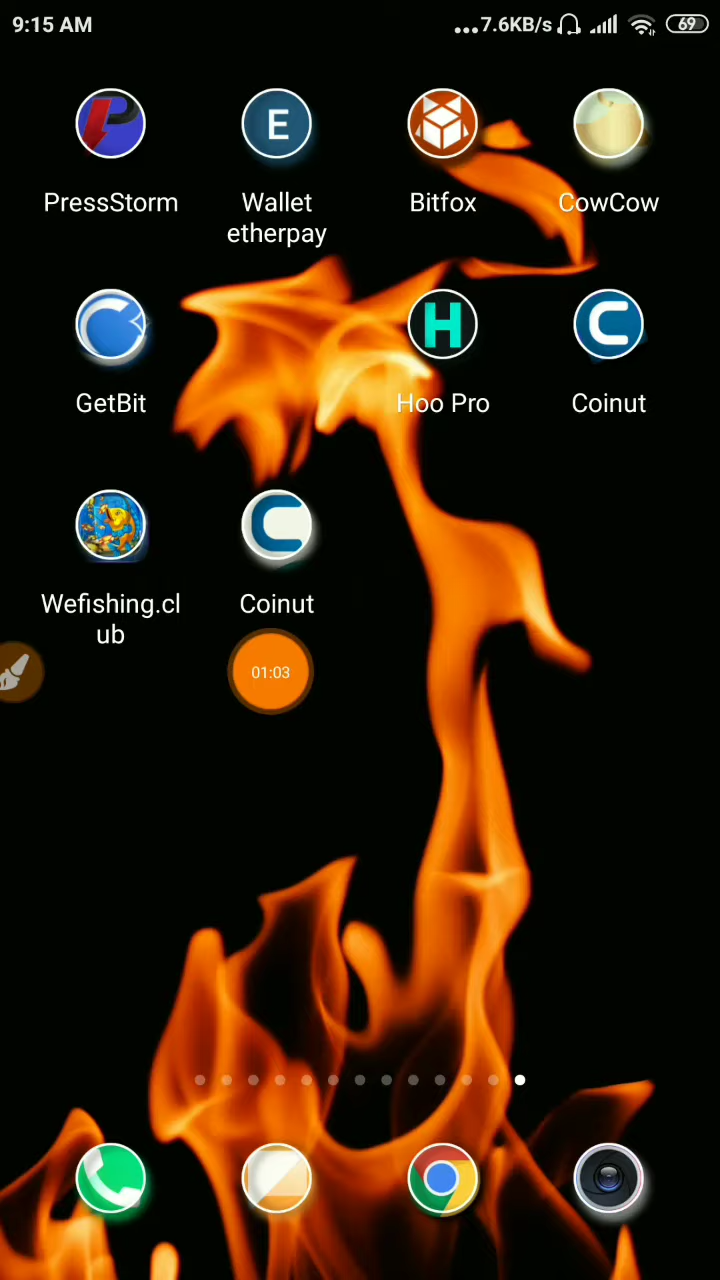 9:15 AM
...7.6KB/s 69
PressStorm
Wallet
etherpay
Bitfox
CowCow
GetBit
Hoo Pro
Coinut
Wefishing.cl
ub
Coinut
01:03